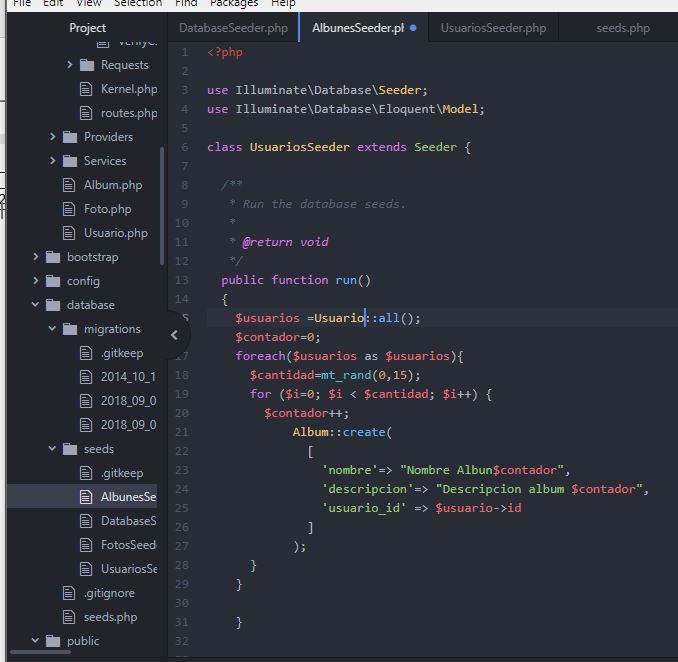 File Edit View Selection Find Packages Help
Project
Requests
Kernel.php
routes.php
Providers
Services
Album.php
Foto.php
Usuario.php
bootstrap
config
database
migrations
.gitkeep
2014_10_1
2018_09_0
2018_09_0
seeds
.gitkeep
AlbunesSe
DatabaseS
FotosSeed
UsuariosSe
.gitignore
seeds.php
public
DatabaseSeeder.php AlbunesSeeder.ph UsuariosSeeder.php seeds.php
1 <?php
2
3 use Illuminate\Database\Seeder;
4 use Illuminate\Database\Eloquent\Model;
5
6 class UsuariosSeeder extends Seeder {
7
8 /**
9 * Run the database seeds.
10 *
11 * @return void
12 */
13 public function run()
14 {
5 $usuarios =Usuario::all();
$contador=0;
17 foreach($usuarios as $usuarios){
18 $cantidad=mt_rand(0,15);
19 for ($i=0; $i < $cantidad; $i++) {
20 $contador++;
21 Album::create(
22 [
23 'nombre'=> "Nombre Albun$contador",
24 'descripcion'=> "Descripcion album $contador",
25 'usuario_id' => $usuario->id
26 ]
27 );
28 }
29 }
30
31 }
32